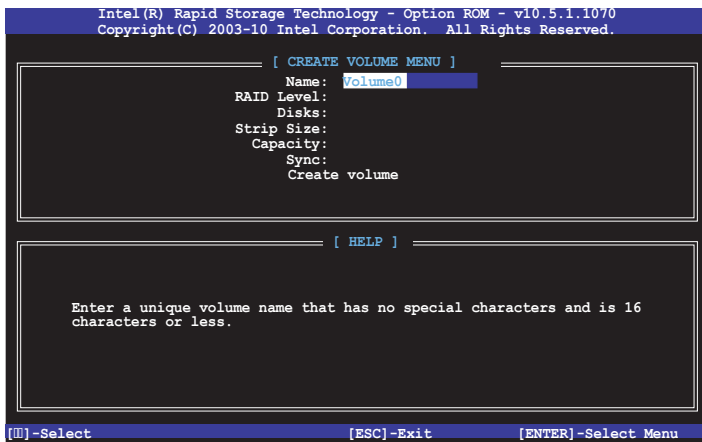 Intel(R) Rapid Storage Technology - Option ROM - v10.5.1.1070
Copyright(C) 2003-10 Intel Corporation. All Rights Reserved.
[ CREATE VOLUME MENU ]
Name: Volume0
RAID Level:
Disks:
Strip Size:
Capacity:
Sync:
Create volume
[ HELP ]
Enter a unique volume name that has no special characters and is 16
characters or less.
[▯▯]-Select [ESC]-Exit [ENTER]-Select Menu